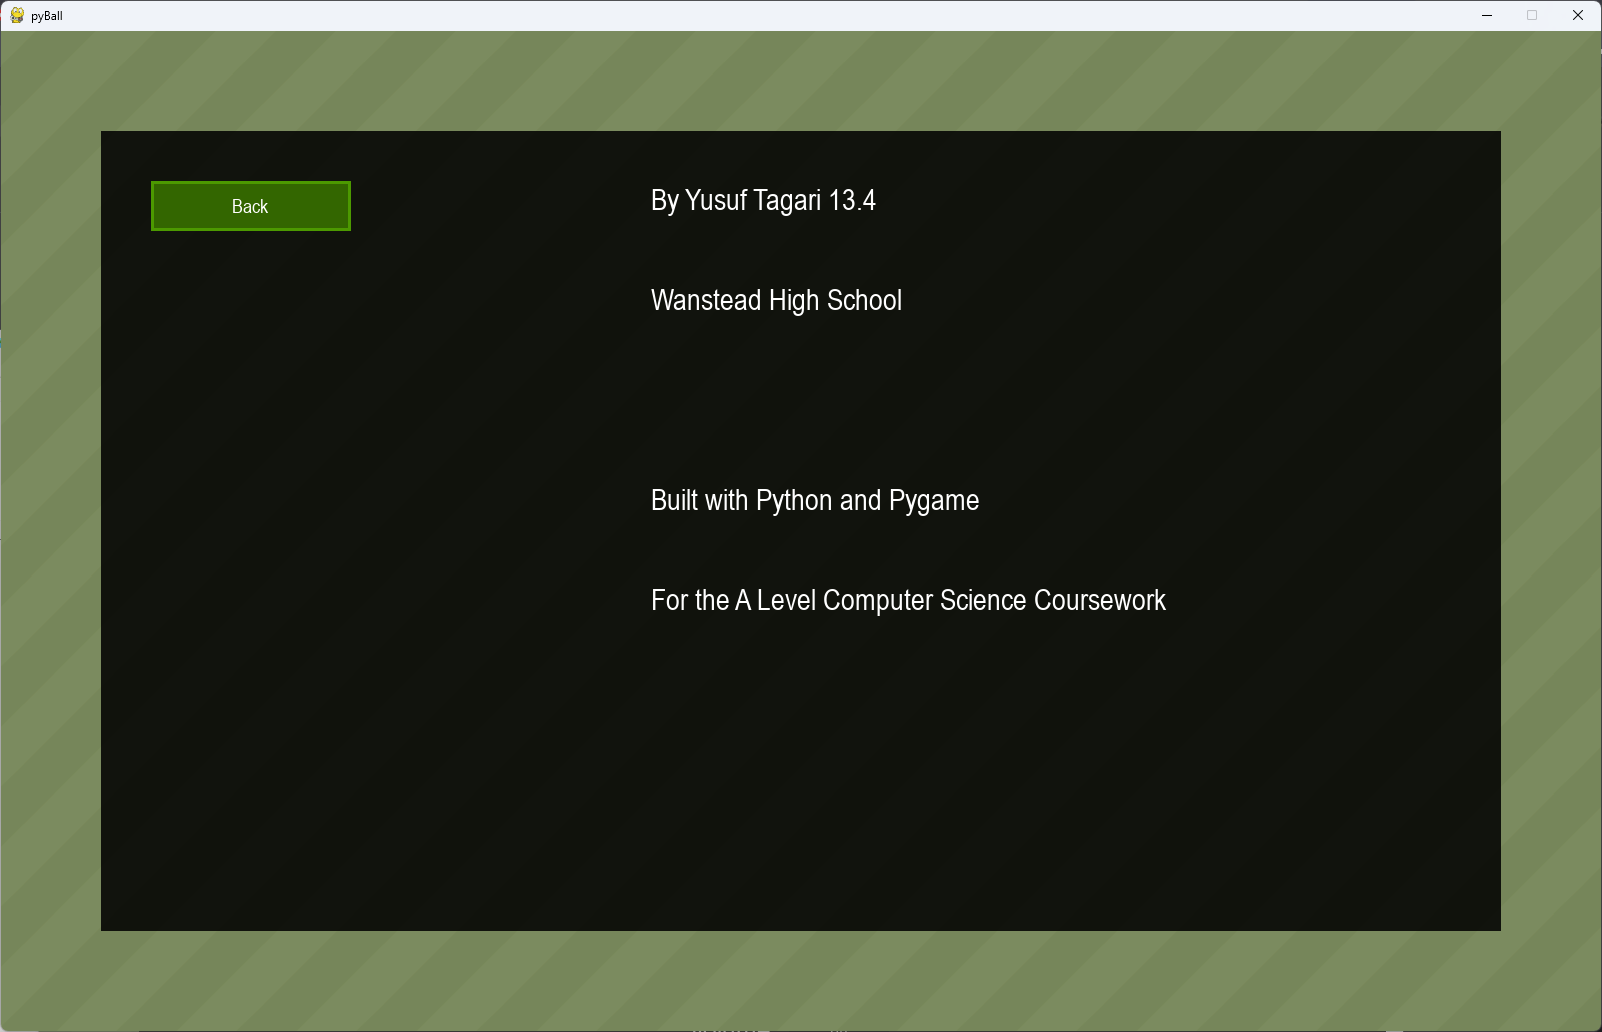 pyBall
Back
By Yusuf Tagari 13.4
Wanstead High School
Built with Python and Pygame
For the A Level Computer Science Coursework